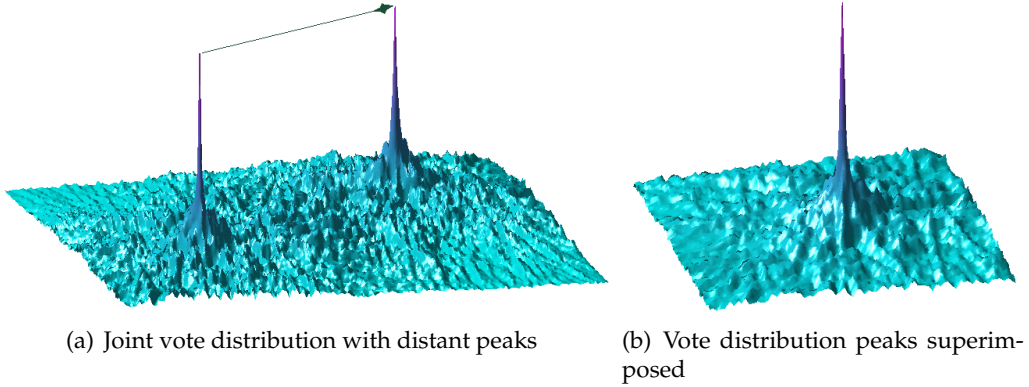 (a) Joint vote distribution with distant peaks
(b) Vote distribution peaks superim-
posed